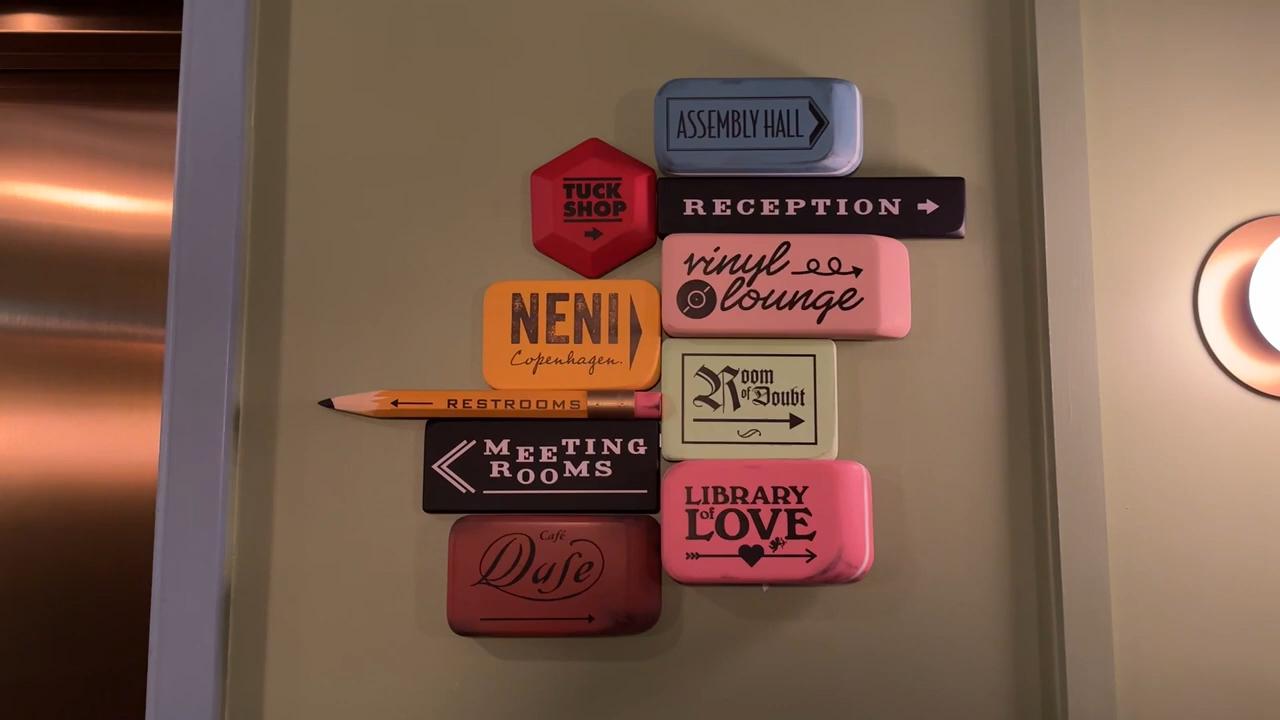 ASSEMBLY HALL
TUCK
SHOP
RECEPTION
vinyl
lounge
NENI
Copenhagen.
Room
of Doubt
RESTROOMS
MEETING
ROOMS
LIBRARY
of LOVE
Café
Duse